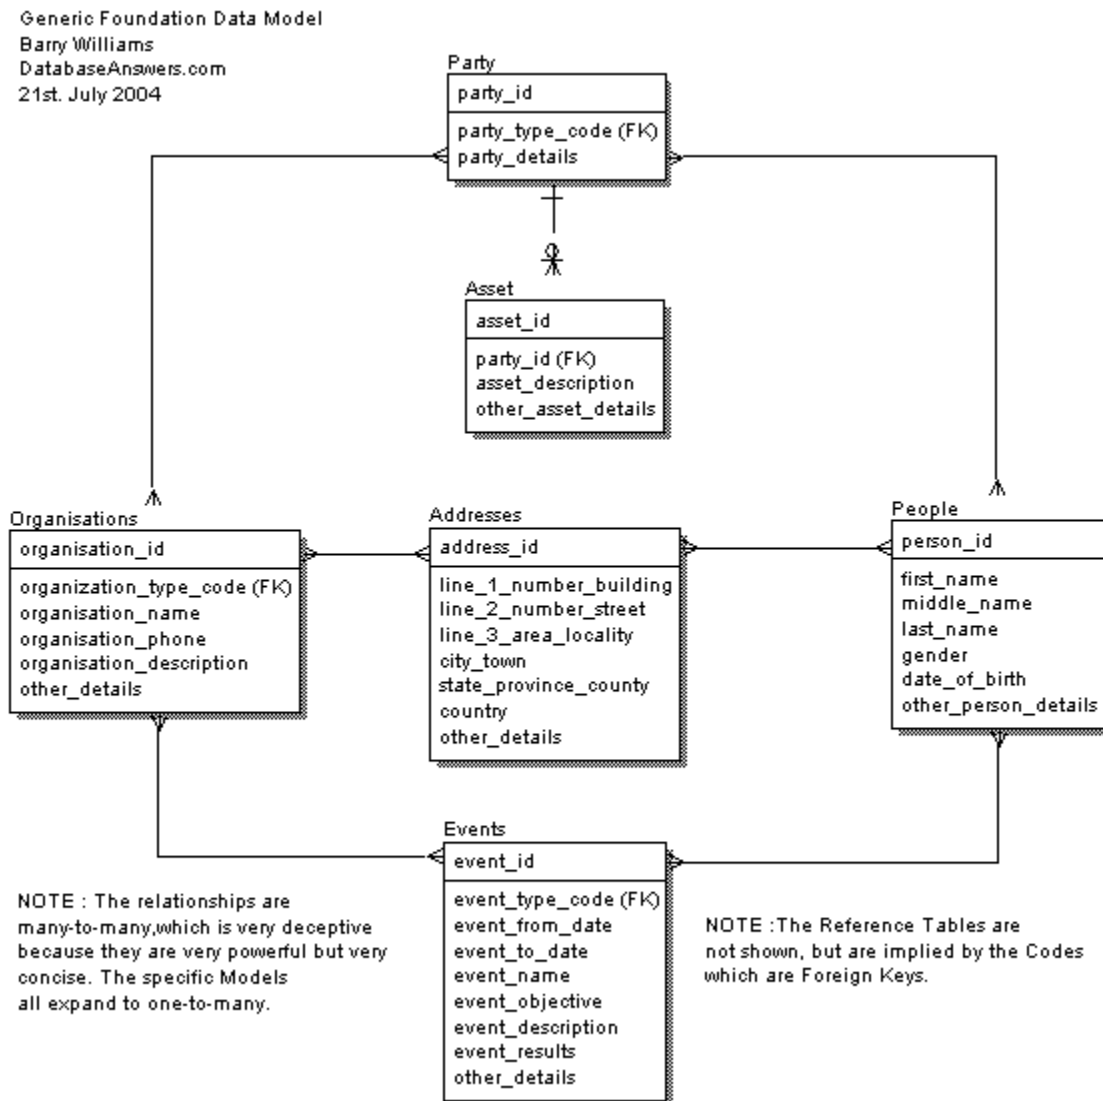 Generic Foundation Data Model
Barry Williams
DatabaseAnswers.com
21st. July 2004
Party
party_id
party_type_code (FK)
party_details
Asset
asset_id
party_id (FK)
asset_description
other_asset_details
Organisations
organisation_id
organization_type_code (FK)
organisation_name
organisation_phone
organisation_description
other_details
Addresses
address_id
line_1_number_building
line_2_number_street
line_3_area_locality
city_town
state_province_county
country
other_details
People
person_id
first_name
middle_name
last_name
gender
date_of_birth
other_person_details
Events
event_id
event_type_code (FK)
event_from_date
event_to_date
event_name
event_objective
event_description
event_results
other_details
NOTE : The relationships are
many-to-many,which is very deceptive
because they are very powerful but very
concise. The specific Models
all expand to one-to-many.
NOTE :The Reference Tables are
not shown, but are implied by the Codes
which are Foreign Keys.